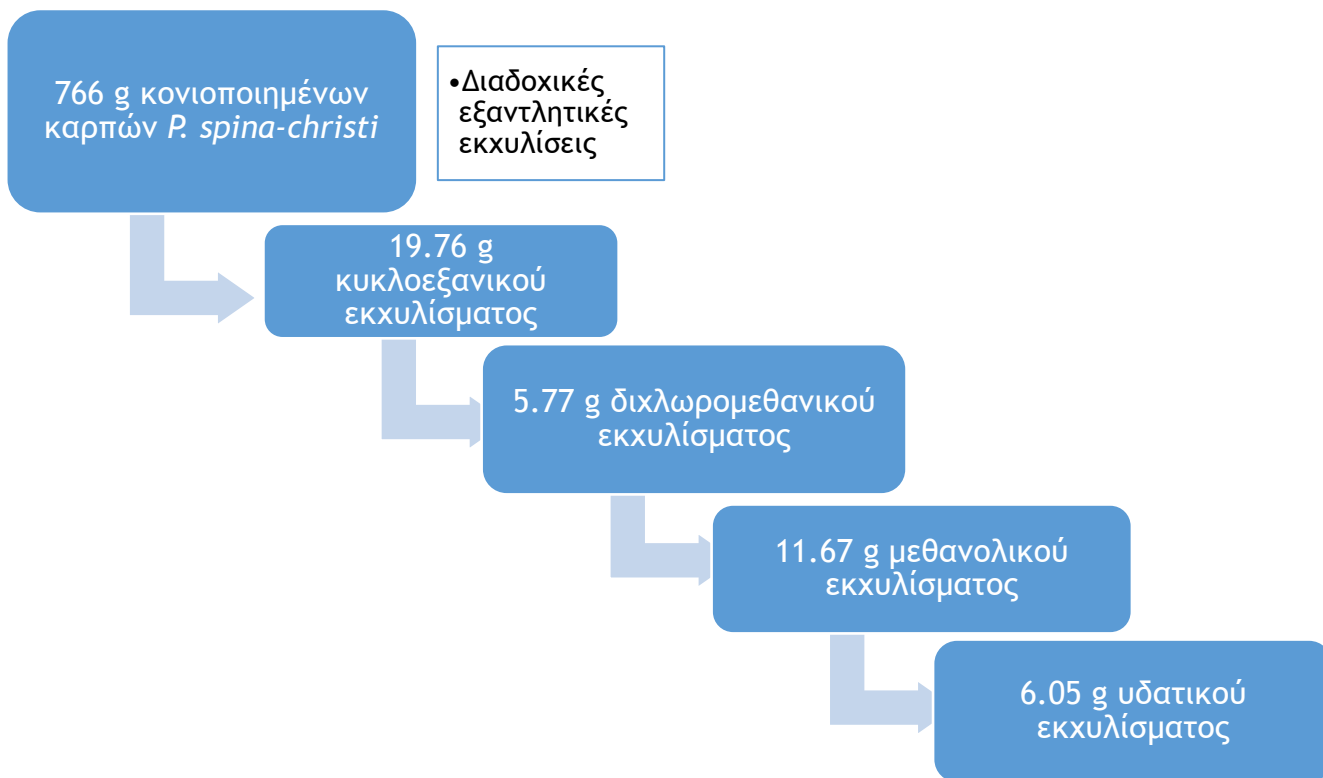 766 g κονιοποιημένων
καρπών P. spina-christi
•Διαδοχικές
εξαντλητικές
εκχυλίσεις
19.76 g
κυκλοεξανικού
εκχυλίσματος
5.77 g διχλωρομεθανικού
εκχυλίσματος
11.67 g μεθανολικού
εκχυλίσματος
6.05 g υδατικού
εκχυλίσματος